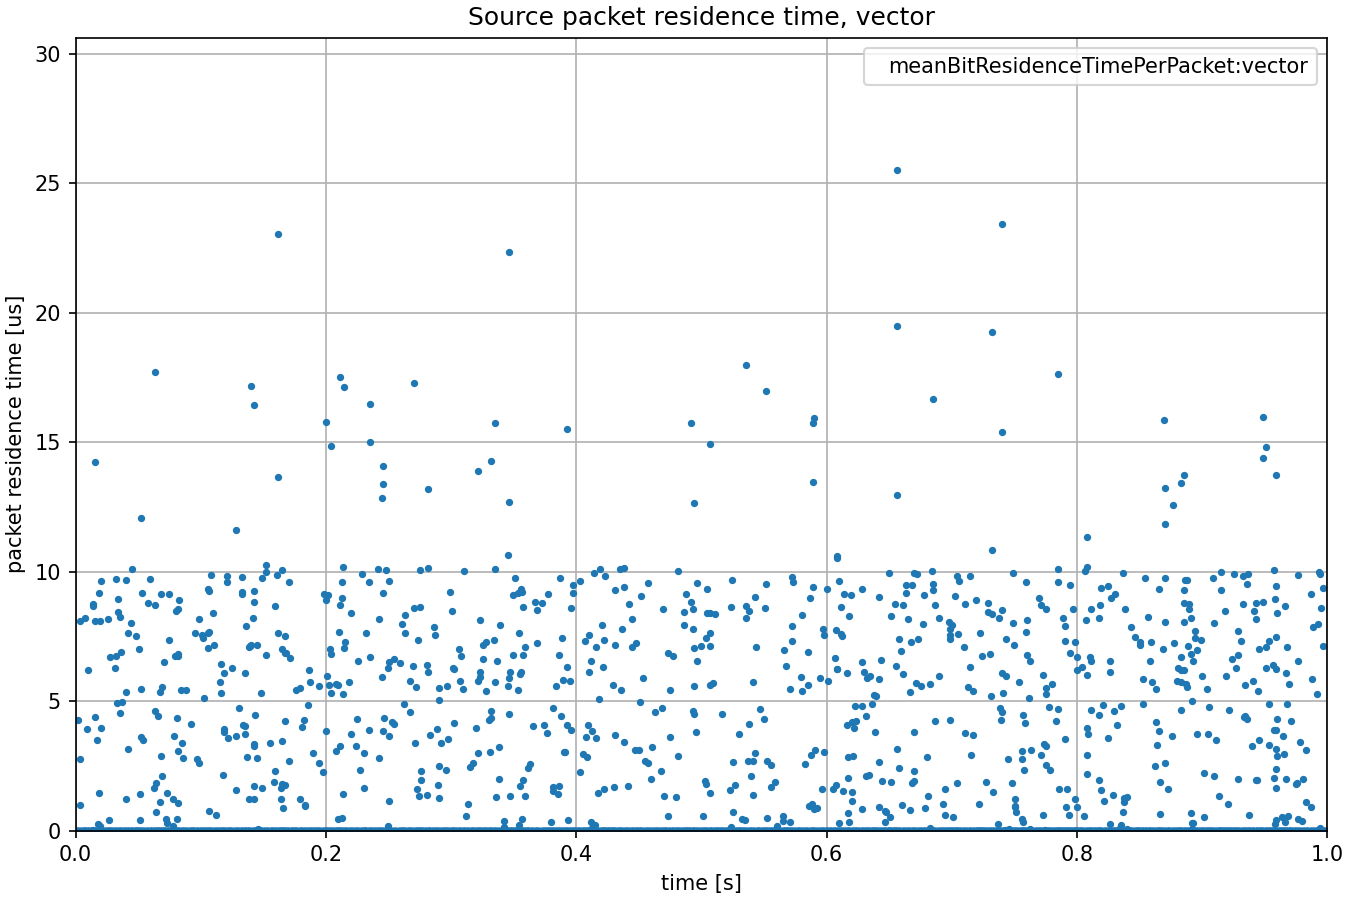 Source packet residence time, vector
meanBitResidenceTimePerPacket:vector
packet residence time [us]
30
25
20
15
10
5
0
0.0 0.2 0.4 0.6 0.8 1.0
time [s]